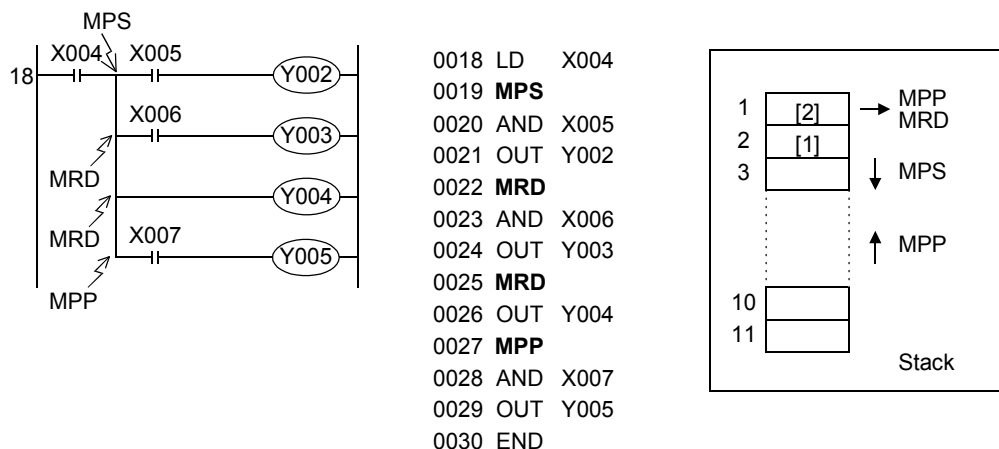 MPS
X004 X005
18 Y002
X006
Y003
MRD
Y004
MRD
X007
Y005
MPP
0018 LD X004
0019 MPS
0020 AND X005
0021 OUT Y002
0022 MRD
0023 AND X006
0024 OUT Y003
0025 MRD
0026 OUT Y004
0027 MPP
0028 AND X007
0029 OUT Y005
0030 END
1 [2] MPP
MRD
2 [1]
3 MPS
MPP
10
11
Stack